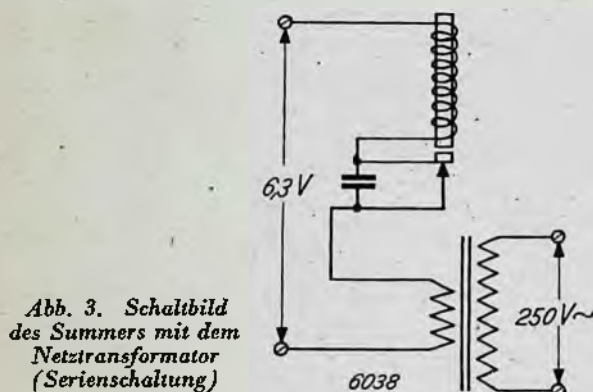 6,3 V
250 V~
6038
Abb. 3. Schaltbild
des Summers mit dem
Netztransformator
(Serienschaltung)